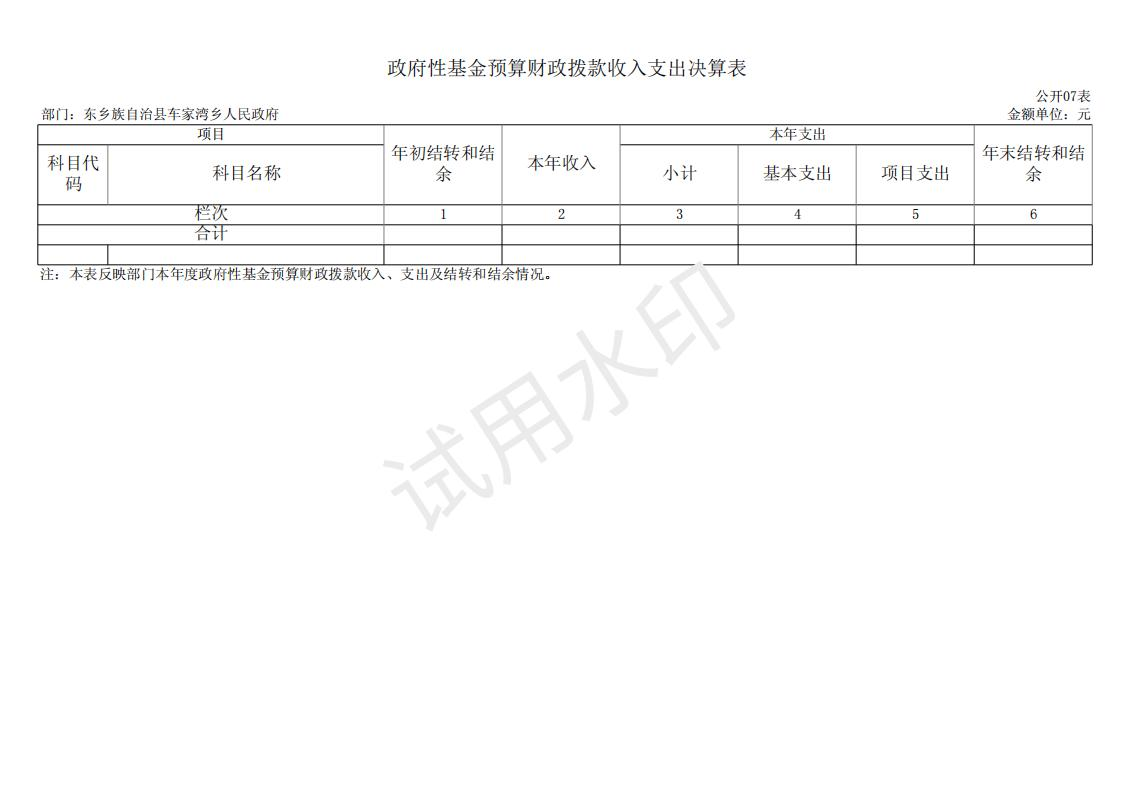 政府性基金预算财政拨款收入支出决算表
公开07表
部门：东乡族自治县车家湾乡人民政府 金额单位：元
项目 年初结转和结余 本年收入 本年支出 年末结转和结余
科目代码 科目名称 小计 基本支出 项目支出
栏次 1 2 3 4 5 6
合计
注：本表反映部门本年度政府性基金预算财政拨款收入、支出及结转和结余情况。
试用水印